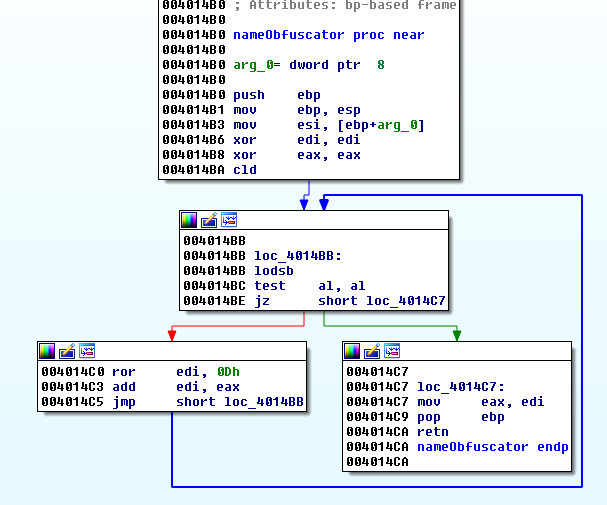 004014B0 ; Attributes: bp-based frame
004014B0
004014B0 nameObfuscator proc near
004014B0
004014B0 arg_0= dword ptr  8
004014B0
004014B0 push    ebp
004014B1 mov     ebp, esp
004014B3 mov     esi, [ebp+arg_0]
004014B6 xor     edi, edi
004014B8 xor     eax, eax
004014BA cld
004014BB
004014BB loc_4014BB:
004014BB lodsb
004014BC test    al, al
004014BE jz      short loc_4014C7
004014C0 ror     edi, 0Dh
004014C3 add     edi, eax
004014C5 jmp     short loc_4014BB
004014C7
004014C7 loc_4014C7:
004014C7 mov     eax, edi
004014C9 pop     ebp
004014CA retn
004014CA nameObfuscator endp
004014CA